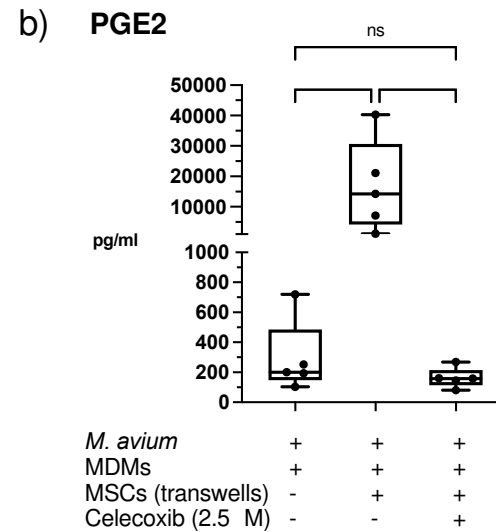 b) PGE2
ns
50000
40000
30000
20000
10000
pg/ml
1000
800
600
400
200
0
M. avium + + +
MDMs + + +
MSCs (transwells) - + +
Celecoxib (2.5 M) - - +